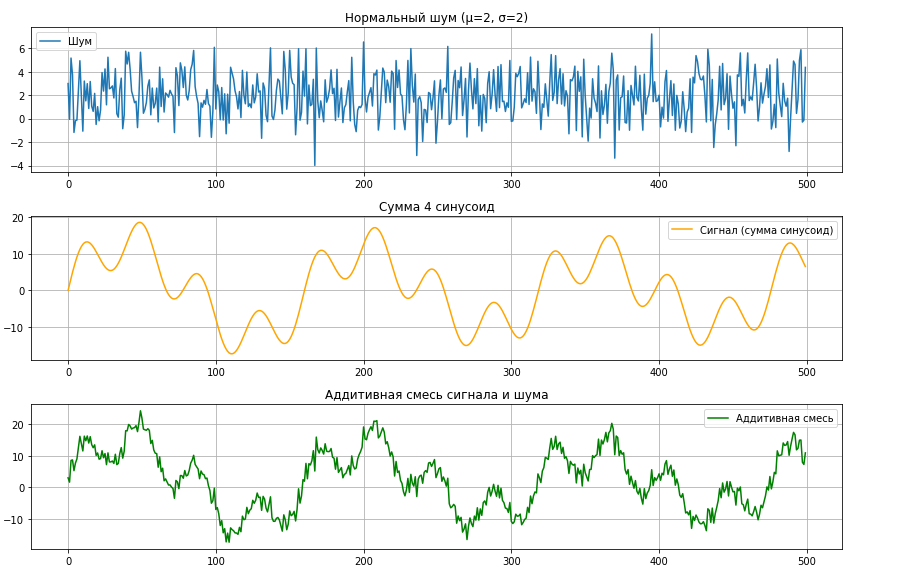 Нормальный шум (μ=2, σ=2)
Шум
6
4
2
0
−2
−4
0 100 200 300 400 500
Сумма 4 синусоид
Сигнал (сумма синусоид)
20
10
0
−10
0 100 200 300 400 500
Аддитивная смесь сигнала и шума
Аддитивная смесь
20
10
0
−10
0 100 200 300 400 500